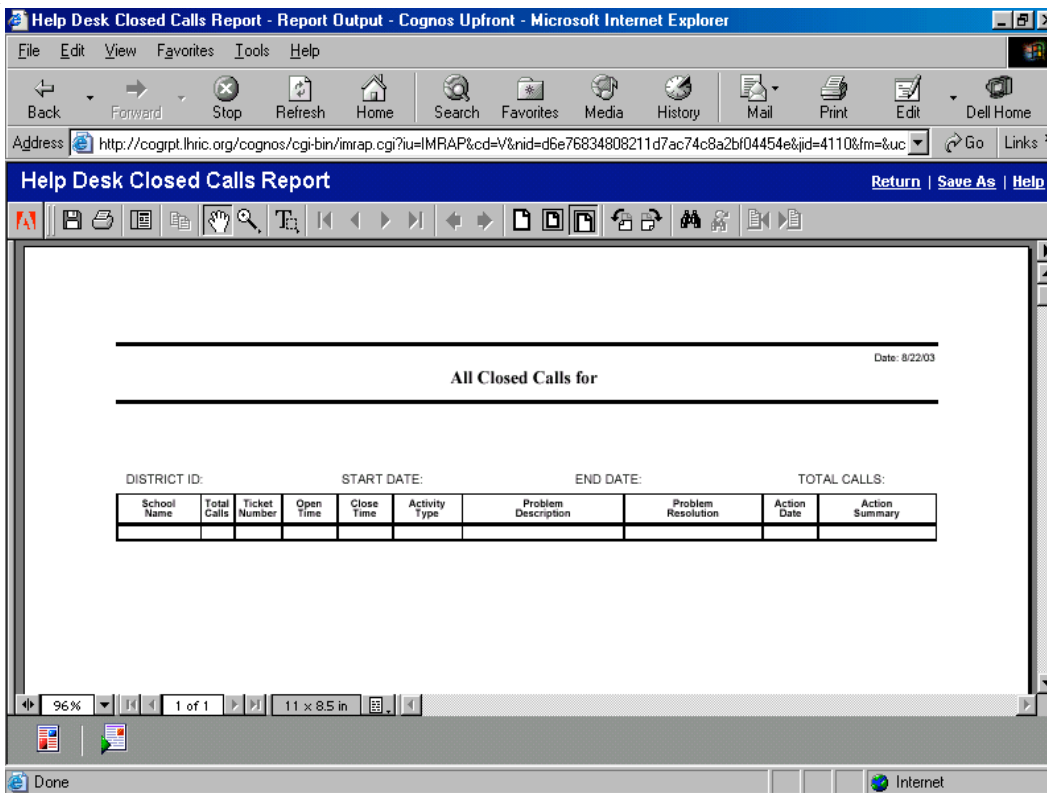 Help Desk Closed Calls Report - Report Output - Cognos Upfront - Microsoft Internet Explorer
File Edit View Favorites Tools Help
Back Forward Stop Refresh Home Search Favorites Media History Mail Print Edit Dell Home
Address http://cogrpt.lhric.org/cognos/cgi-bin/imrap.cgi?iu=IMRAP&cd=V&nid=d6e76834808211d7ac74c8a2bf04454e&jid=4110&fm=&uc Go Links
Help Desk Closed Calls Report Return | Save As | Help
Date: 8/22/03
All Closed Calls for
DISTRICT ID: START DATE: END DATE: TOTAL CALLS:
School Name Total Calls Ticket Number Open Time Close Time Activity Type Problem Description Problem Resolution Action Date Action Summary
96% 1 of 1 11 x 8.5 in
Done Internet